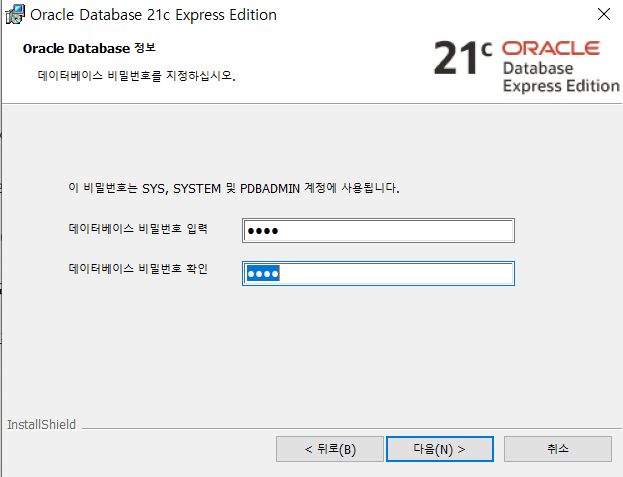 Oracle Database 21c Express Edition
Oracle Database 정보
데이터베이스 비밀번호를 지정하십시오.
21c ORACLE
Database
Express Edition
이 비밀번호는 SYS, SYSTEM 및 PDBADMIN 계정에 사용됩니다.
데이터베이스 비밀번호 입력 ●●●●
데이터베이스 비밀번호 확인 ●●●●
InstallShield
< 뒤로(B) 다음(N) > 취소